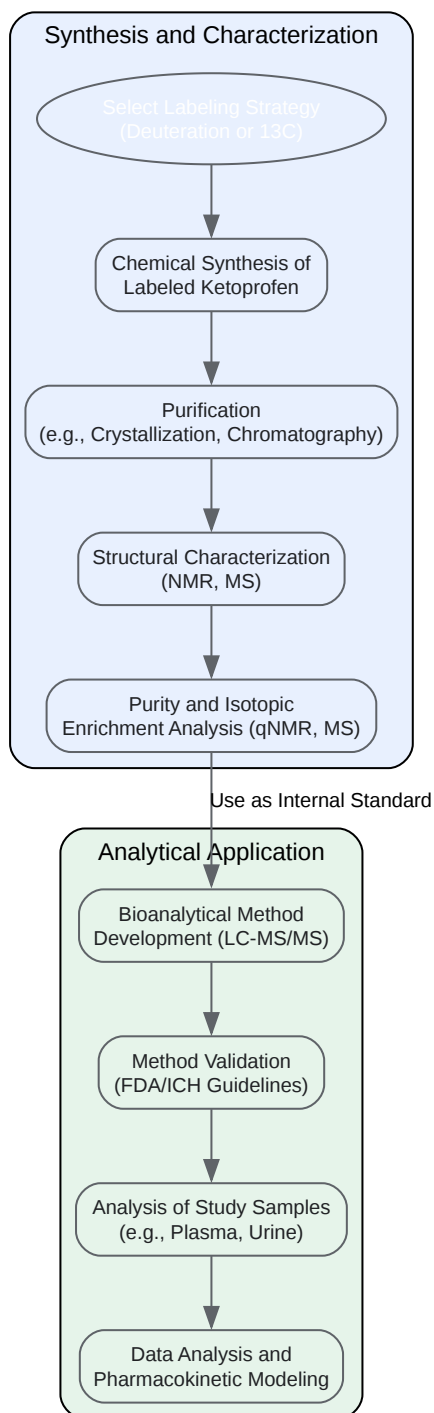 Synthesis and Characterization
Select Labeling Strategy
(Deuteration or 13C)
Chemical Synthesis of
Labeled Ketoprofen
Purification
(e.g., Crystallization, Chromatography)
Structural Characterization
(NMR, MS)
Purity and Isotopic
Enrichment Analysis (qNMR, MS)
Use as Internal Standard
Analytical Application
Bioanalytical Method
Development (LC-MS/MS)
Method Validation
(FDA/ICH Guidelines)
Analysis of Study Samples
(e.g., Plasma, Urine)
Data Analysis and
Pharmacokinetic Modeling